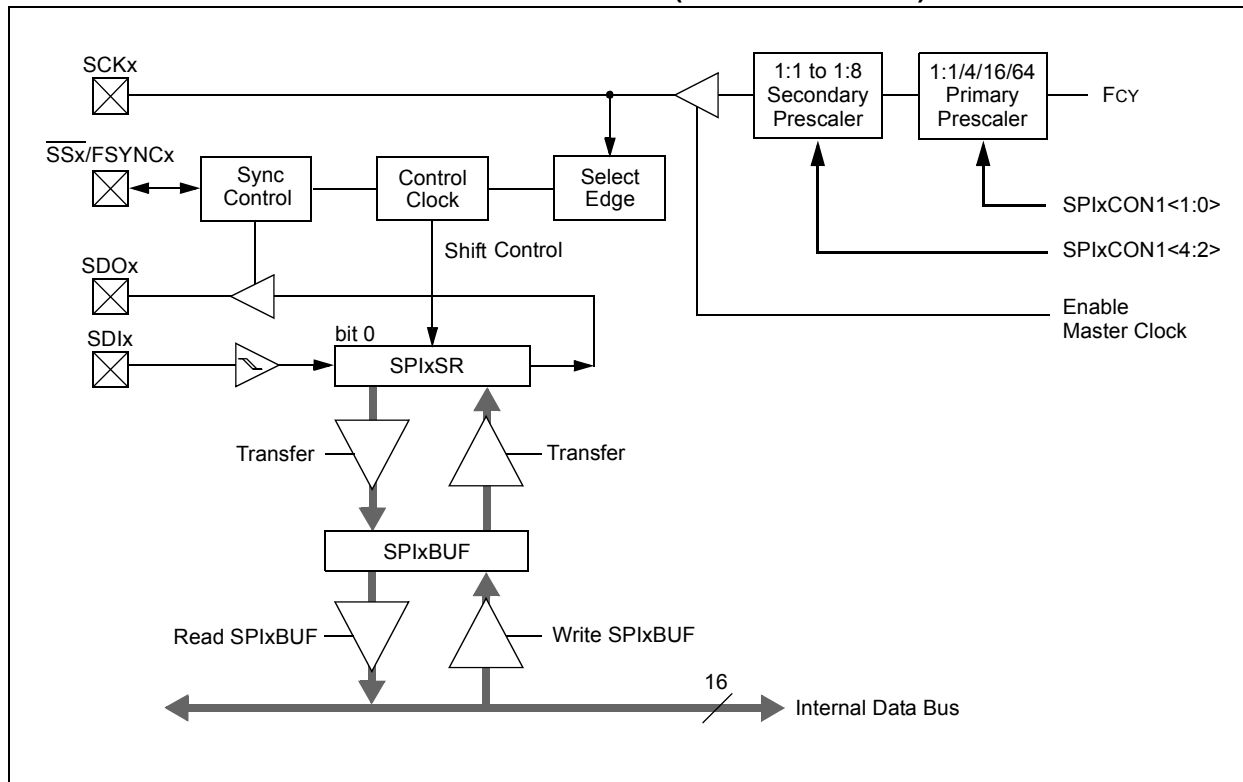 SCKx
1:1 to 1:8
Secondary
Prescaler
1:1/4/16/64
Primary
Prescaler
FCY
SSx/FSYNCx
Sync
Control
Control
Clock
Select
Edge
SPIxCON1<1:0>
Shift Control
SPIxCON1<4:2>
SDOx
Enable
Master Clock
SDIx
bit 0
SPIxSR
Transfer
Transfer
SPIxBUF
Read SPIxBUF
Write SPIxBUF
16
Internal Data Bus